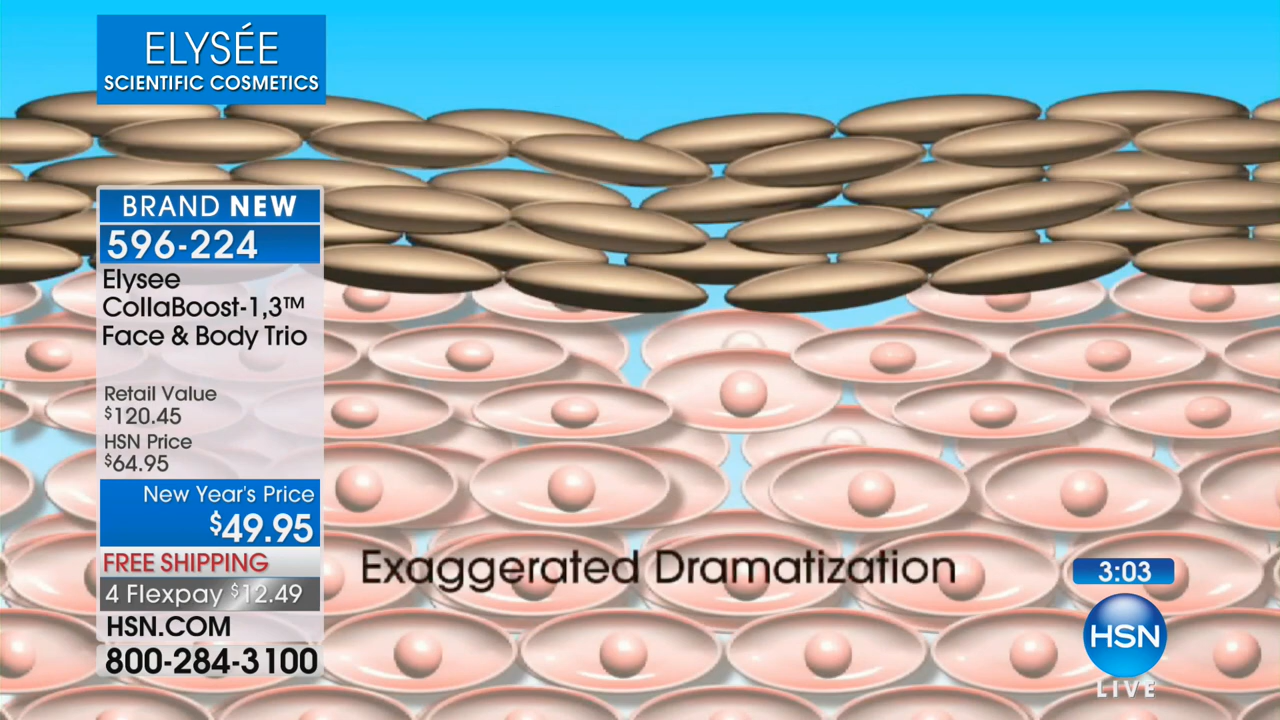 ELYSÉE
SCIENTIFIC COSMETICS
BRAND NEW
596-224
Elysee
CollaBoost-1,3™
Face & Body Trio
Retail Value
$120.45
HSN Price
$64.95
New Year's Price
$49.95
FREE SHIPPING
4 Flexpay $12.49
HSN.COM
800-284-3100
Exaggerated Dramatization
3:03
HSN
LIVE